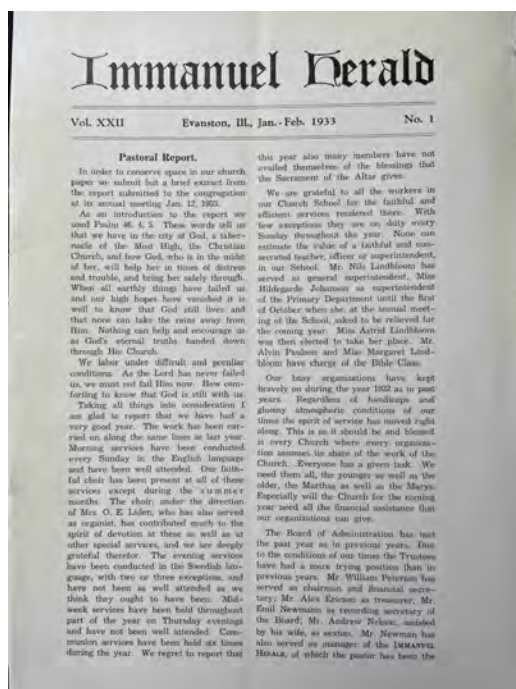 Immanuel Herald
Vol. XXII Evanston, Ill., Jan. - Feb. 1933 No. 1
Pastoral Report.
In order to conserve space in our church
paper we submit but a brief extract from
the report submitted to the congregation
at its annual meeting Jan. 12, 1933.
As an introduction to the report we
used Psalm 46. 4, 5. These words tell us
that we have in the city of God, a taber-
nacle of the Most High, the Christian
Church, and how God, who is in the midst
of her, will help her in times of distress
and trouble, and bring her safely through.
When all earthly things have failed us
and our high hopes have vanished it is
well to know that God still lives and
that none can take the reins away from
Him. Nothing can help and encourage us
as God's eternal truths handed down
through His Church.
We labor under difficult and peculiar
conditions. As the Lord has never failed
us, we must not fail Him now. How com-
forting to know that God is still with us.
Taking all things into consideration I
am glad to report that we have had a
very good year. The work has been car-
ried on along the same lines as last year.
Morning services have been conducted
every Sunday in the English language
and have been well attended. Our faith-
ful choir has been present at all of these
services except during the summer
months. The choir, under the direction
of Mrs. O. E. Liden, who has also served
as organist, has contributed much to the
spirit of devotion at these as well as at
other special services, and we are deeply
grateful therefor. The evening services
have been conducted in the Swedish lan-
guage, with two or three exceptions, and
have not been as well attended as we
think they ought to have been. Mid-
week services have been held throughout
part of the year on Thursday evenings
and have not been well attended. Com-
munion services have been held six times
during the year. We regret to report that
this year also many members have not
availed themselves of the blessings that
the Sacrament of the Altar gives.
We are grateful to all the workers in
our Church School for the faithful and
efficient services rendered there. With
few exceptions they are on duty every
Sunday throughout the year. None can
estimate the value of a faithful and con-
secrated teacher, officer or superintendent,
in our School. Mr. Nils Lindbloom has
served as general superintendent, Miss
Hildegarde Johanson as superintendent
of the Primary Department until the first
of October when she, at the annual meet-
ing of the School, asked to be relieved for
the coming year. Miss Astrid Lindbloom
was then elected to take her place. Mr.
Alvin Paulson and Miss Margaret Lind-
bloom have charge of the Bible Class.
Our busy organizations have kept
bravely on during the year 1932 as in past
years. Regardless of handicaps and
gloomy atmospheric conditions of our
times the spirit of service has moved right
along. This is as it should be and blessed
is every Church where every organiza-
tion assumes its share of the work of the
Church. Everyone has a given task. We
need them all, the younger as well as the
older, the Marthas as well as the Marys.
Especially will the Church for the coming
year need all the financial assistance that
our organizations can give.
The Board of Administration has met
the past year as in previous years. Due
to the conditions of our times the Trustees
have had a more trying position than in
previous years. Mr. William Peterson has
served as chairman and financial secre-
tary; Mr. Alex Ericson as treasurer; Mr.
Emil Newmann as recording secretary of
the Board; Mr. Andrew Nelson, assisted
by his wife, as sexton. Mr. Newman has
also served as manager of the IMMANUEL
HERALD, of which the pastor has been the